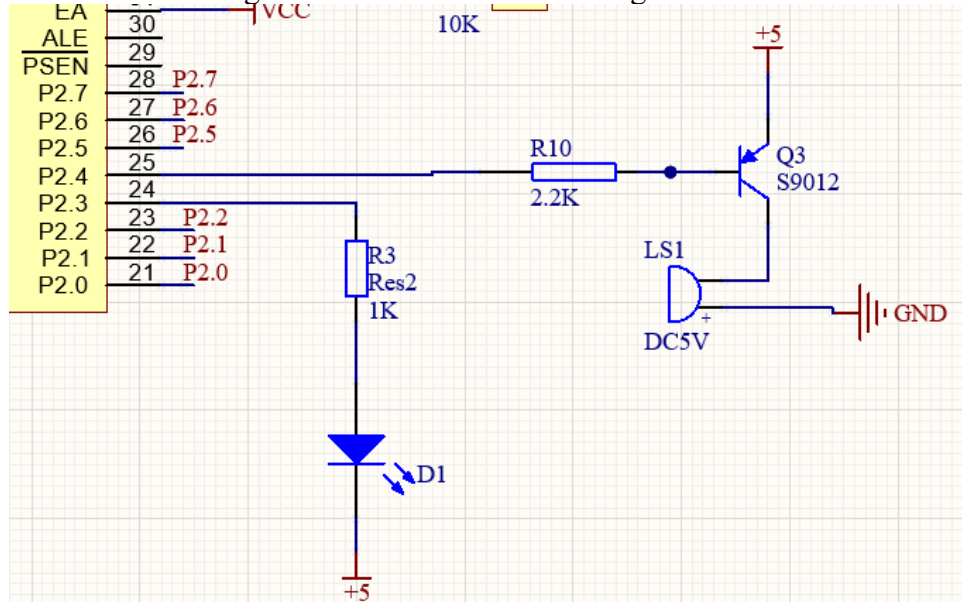 EA
VCC
30
ALE
10K
29
PSEN
+5
28
P2.7
P2.7
27
P2.6
P2.6
26
P2.5
P2.5
25
P2.4
R10
2.2K
Q3
S9012
24
P2.3
23
P2.2
P2.2
22
P2.1
P2.1
21
P2.0
P2.0
R3
Res2
1K
LS1
+
DC5V
GND
D1
+5